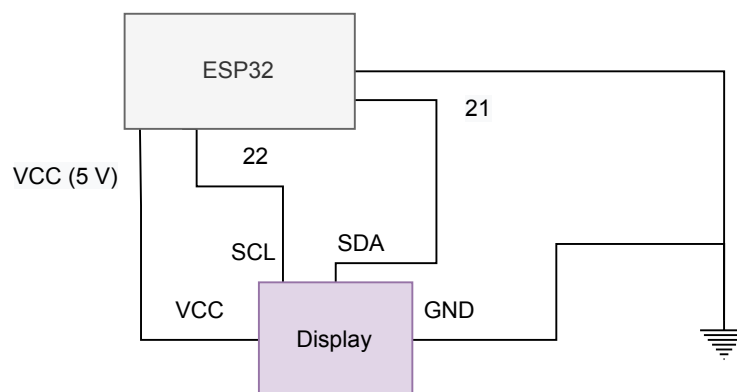 ESP32
21
22
VCC (5 V)
SDA
SCL
VCC
GND
Display